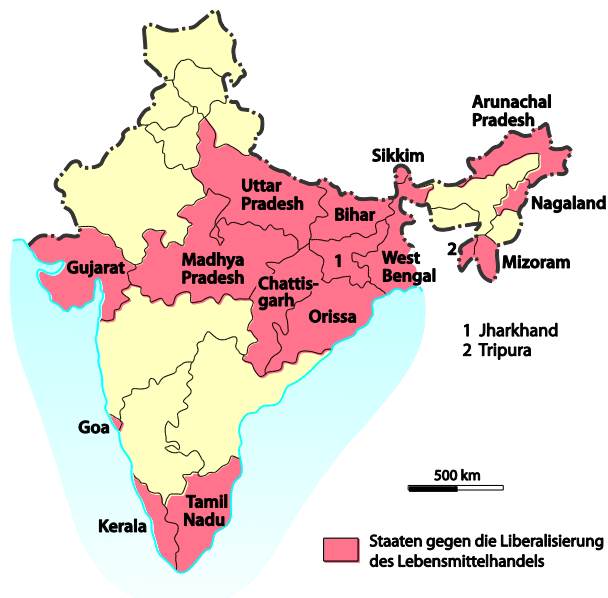 Arunachal
Pradesh
Sikkim
Uttar
Pradesh
Bihar
Nagaland
Gujarat
Madhya
Pradesh
1
West
Bengal
2
Mizoram
Chattis-
garh
Orissa
1 Jharkhand
2 Tripura
Goa
500 km
Tamil
Nadu
Kerala
Staaten gegen die Liberalisierung
des Lebensmittelhandels